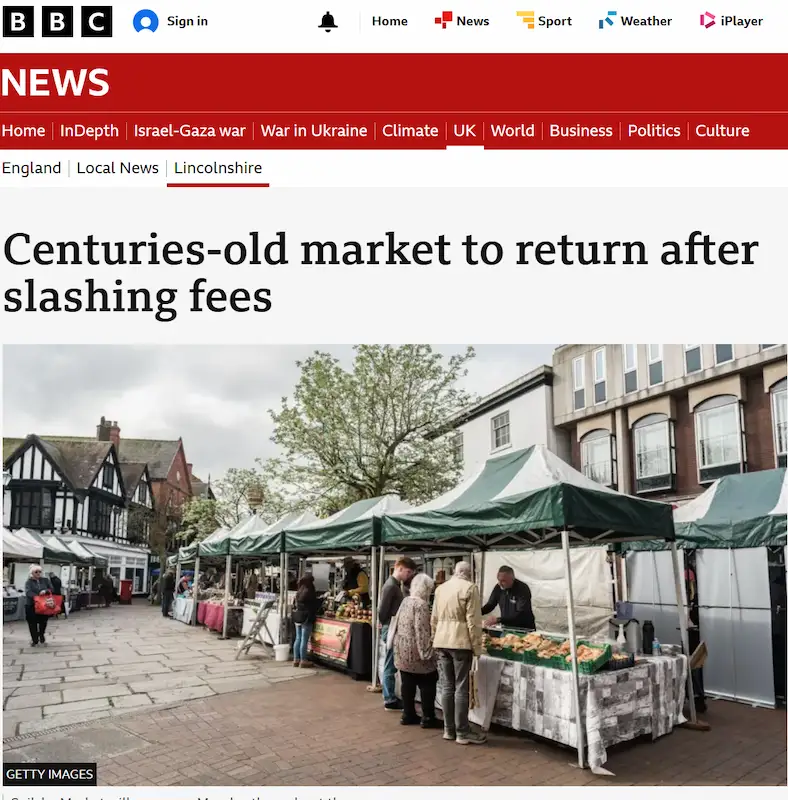 BBC Sign in Home News Sport Weather iPlayer
NEWS
Home InDepth Israel-Gaza war War in Ukraine Climate UK World Business Politics Culture
England Local News Lincolnshire
Centuries-old market to return after
slashing fees
GETTY IMAGES